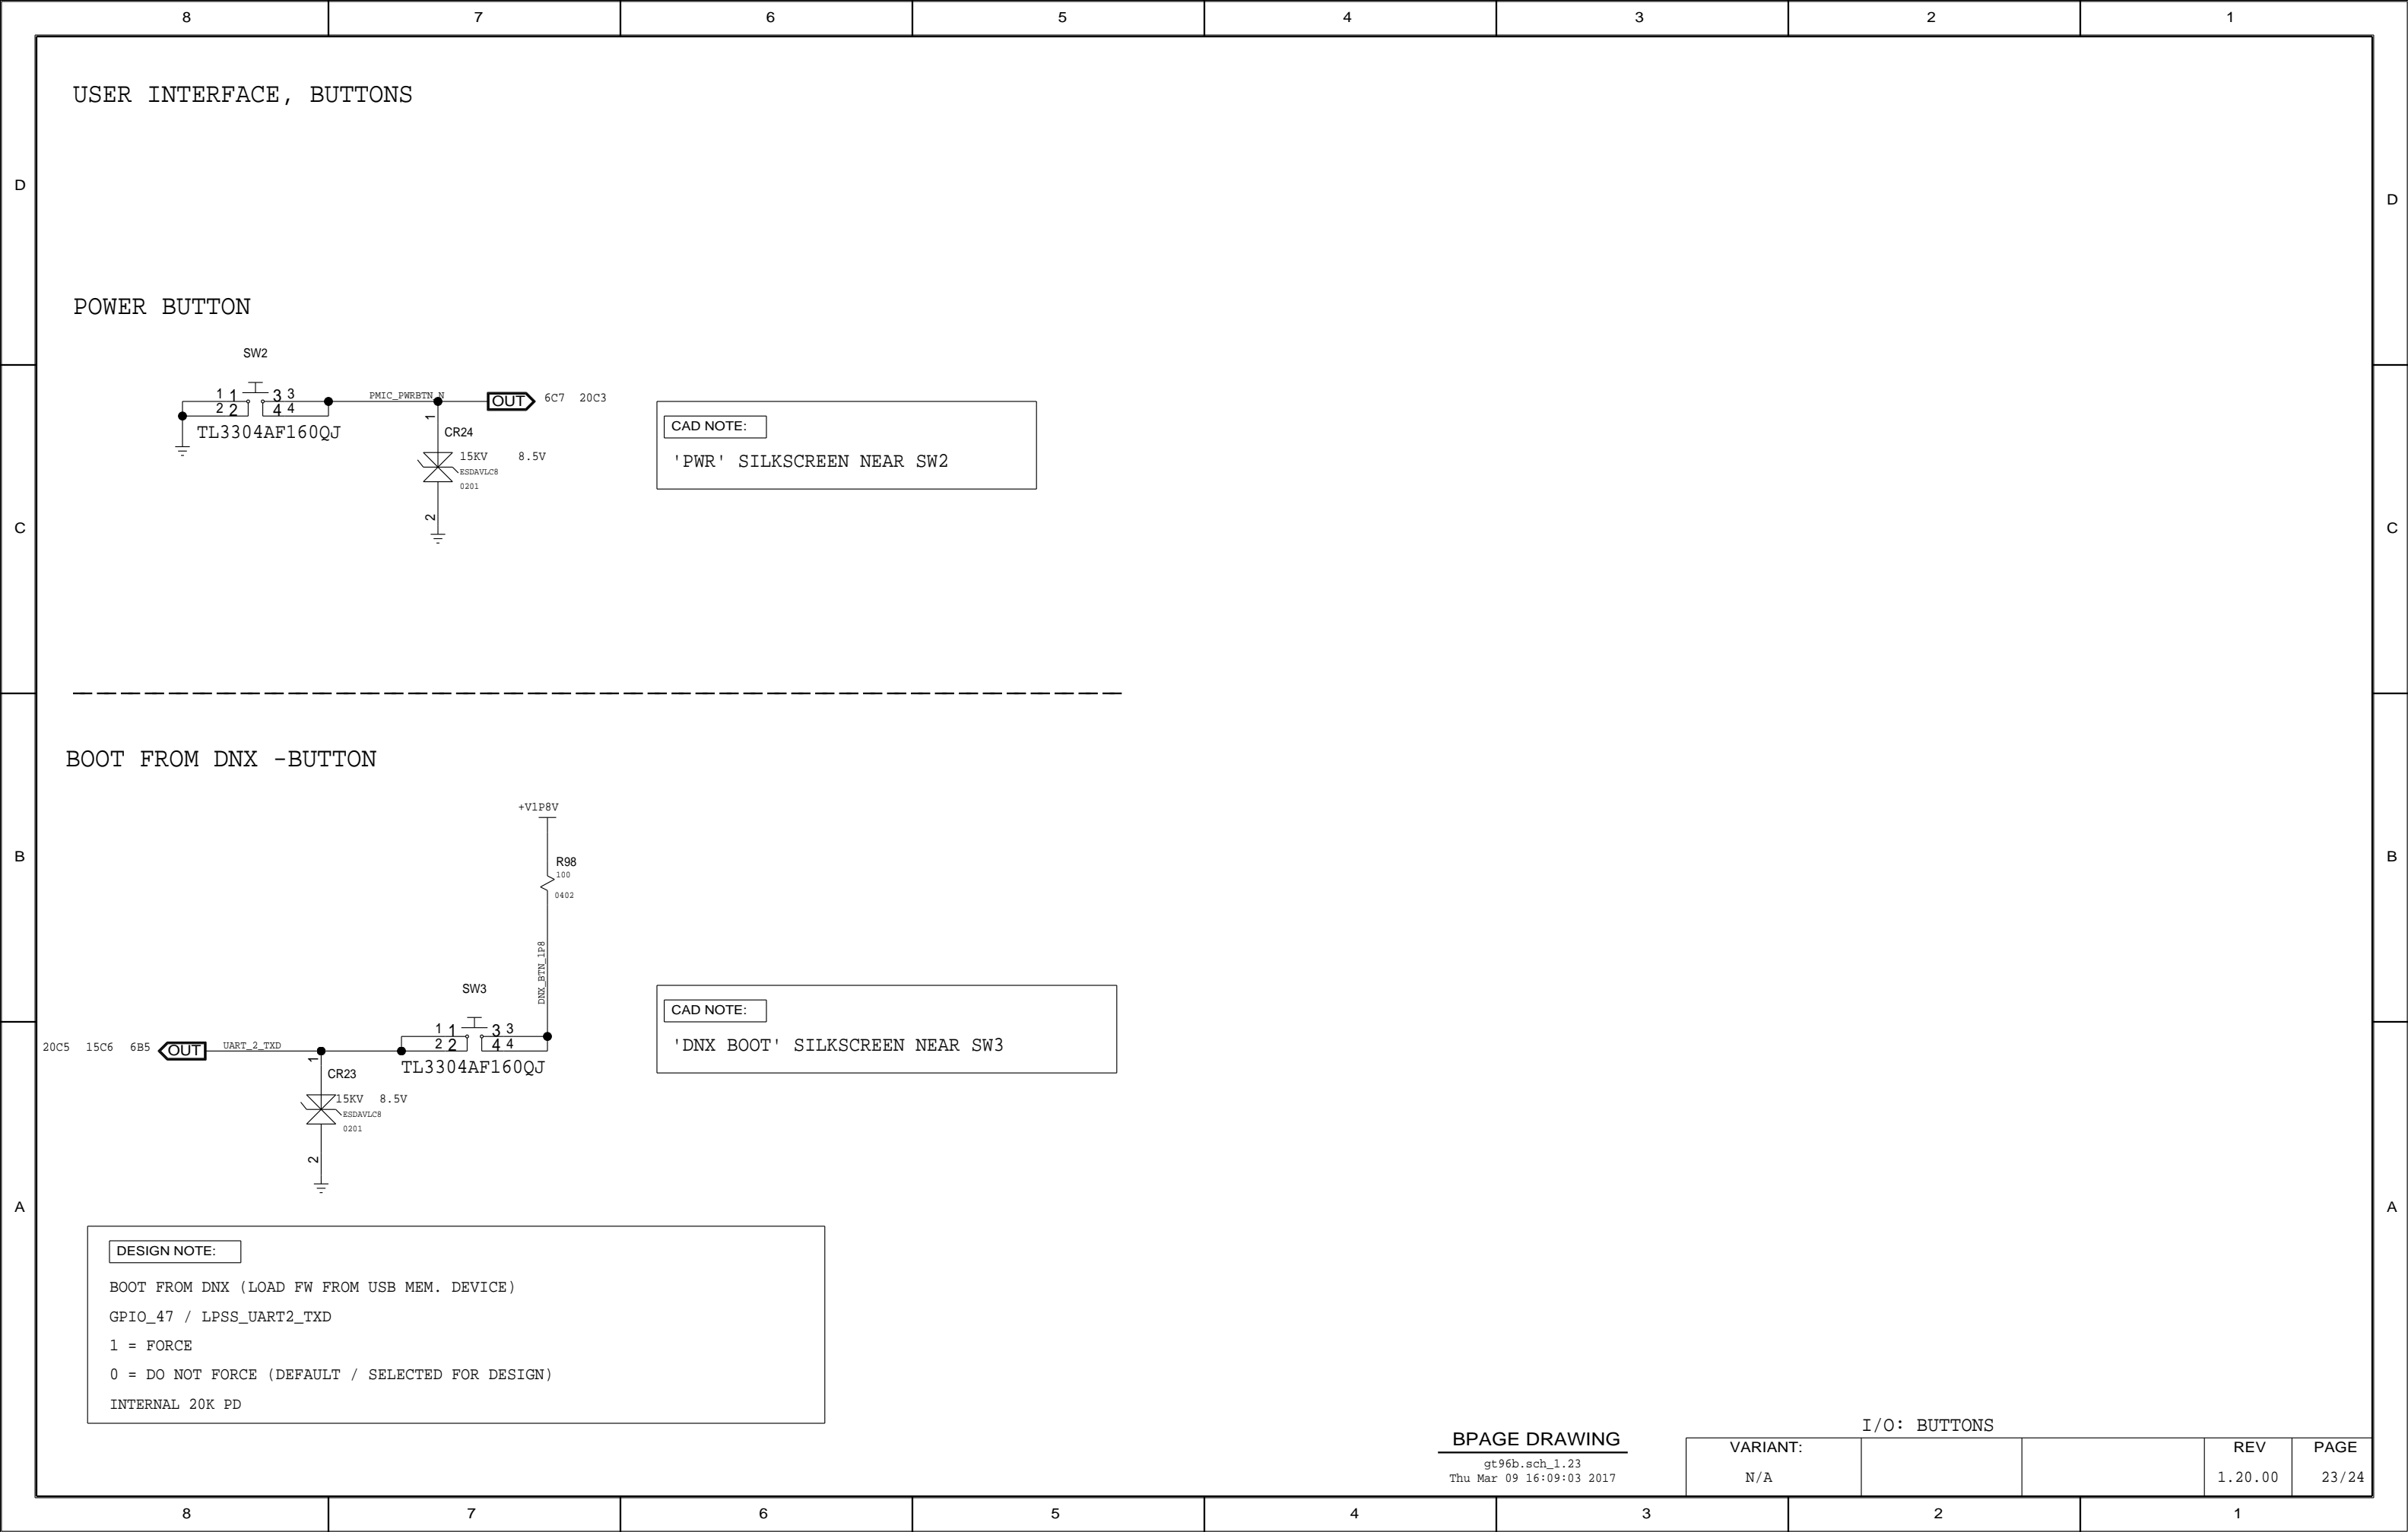 8 7 6 5 4 3 2 1
USER INTERFACE, BUTTONS
D D
POWER BUTTON
SW2
1 1 3 3
2 2 4 4
TL3304AF160QJ
PMIC_PWRBTN_N
OUT 6C7 20C3
1
CR24
15KV 8.5V
ESDAVLC8
0201
2
CAD NOTE:
'PWR' SILKSCREEN NEAR SW2
C C
BOOT FROM DNX -BUTTON
+V1P8V
B B
R98
100
0402
DNX_BTN_1P8
SW3
1 1 3 3
2 2 4 4
TL3304AF160QJ
20C5 15C6 6B5 OUT UART_2_TXD
1
CR23
15KV 8.5V
ESDAVLC8
0201
2
CAD NOTE:
'DNX BOOT' SILKSCREEN NEAR SW3
A A
DESIGN NOTE:
BOOT FROM DNX (LOAD FW FROM USB MEM. DEVICE)
GPIO_47 / LPSS_UART2_TXD
1 = FORCE
0 = DO NOT FORCE (DEFAULT / SELECTED FOR DESIGN)
INTERNAL 20K PD
BPAGE DRAWING
gt96b.sch_1.23
Thu Mar 09 16:09:03 2017
I/O: BUTTONS
VARIANT: REV PAGE
N/A 1.20.00 23/24
8 7 6 5 4 3 2 1